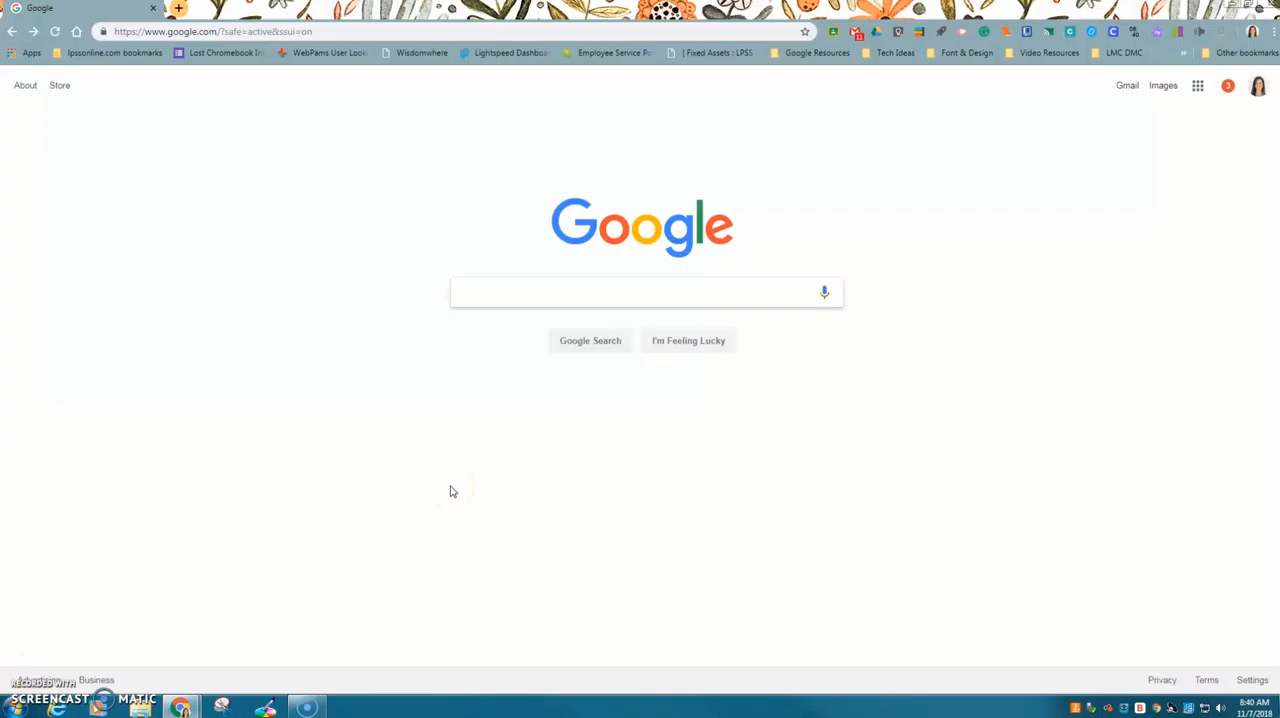 Google
https://www.google.com/?safe=active&ssui=on
Apps lpssonline.com bookmarks Lost Chromebook Int WebPams User Look Wisdomwhere Lightspeed Dashboa Employee Service Po ( Fixed Assets : LPSS Google Resources Tech Ideas Font & Design Video Resources LMC DMC » Other bookmarks
About Store Gmail Images 3
Google
Google Search I'm Feeling Lucky
Business Privacy Terms Settings
RECORDED WITH
SCREENCAST MATIC
8:40 AM
11/7/2018